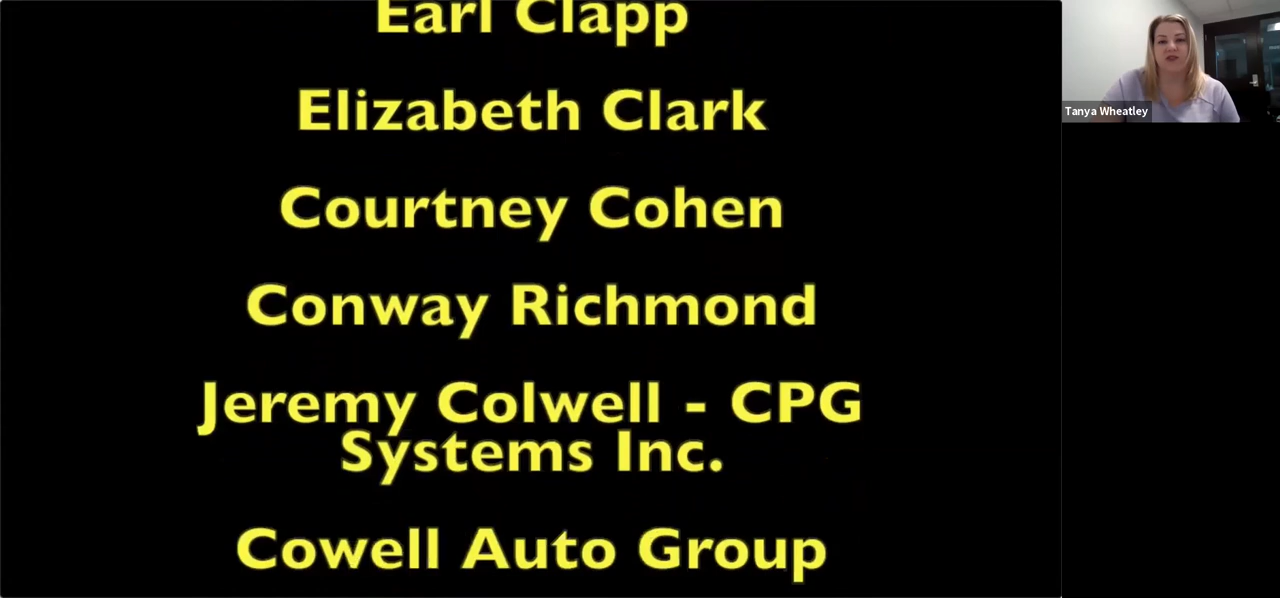 Earl Clapp
Elizabeth Clark
Courtney Cohen
Conway Richmond
Jeremy Colwell - CPG
Systems Inc.
Cowell Auto Group
Tanya Wheatley